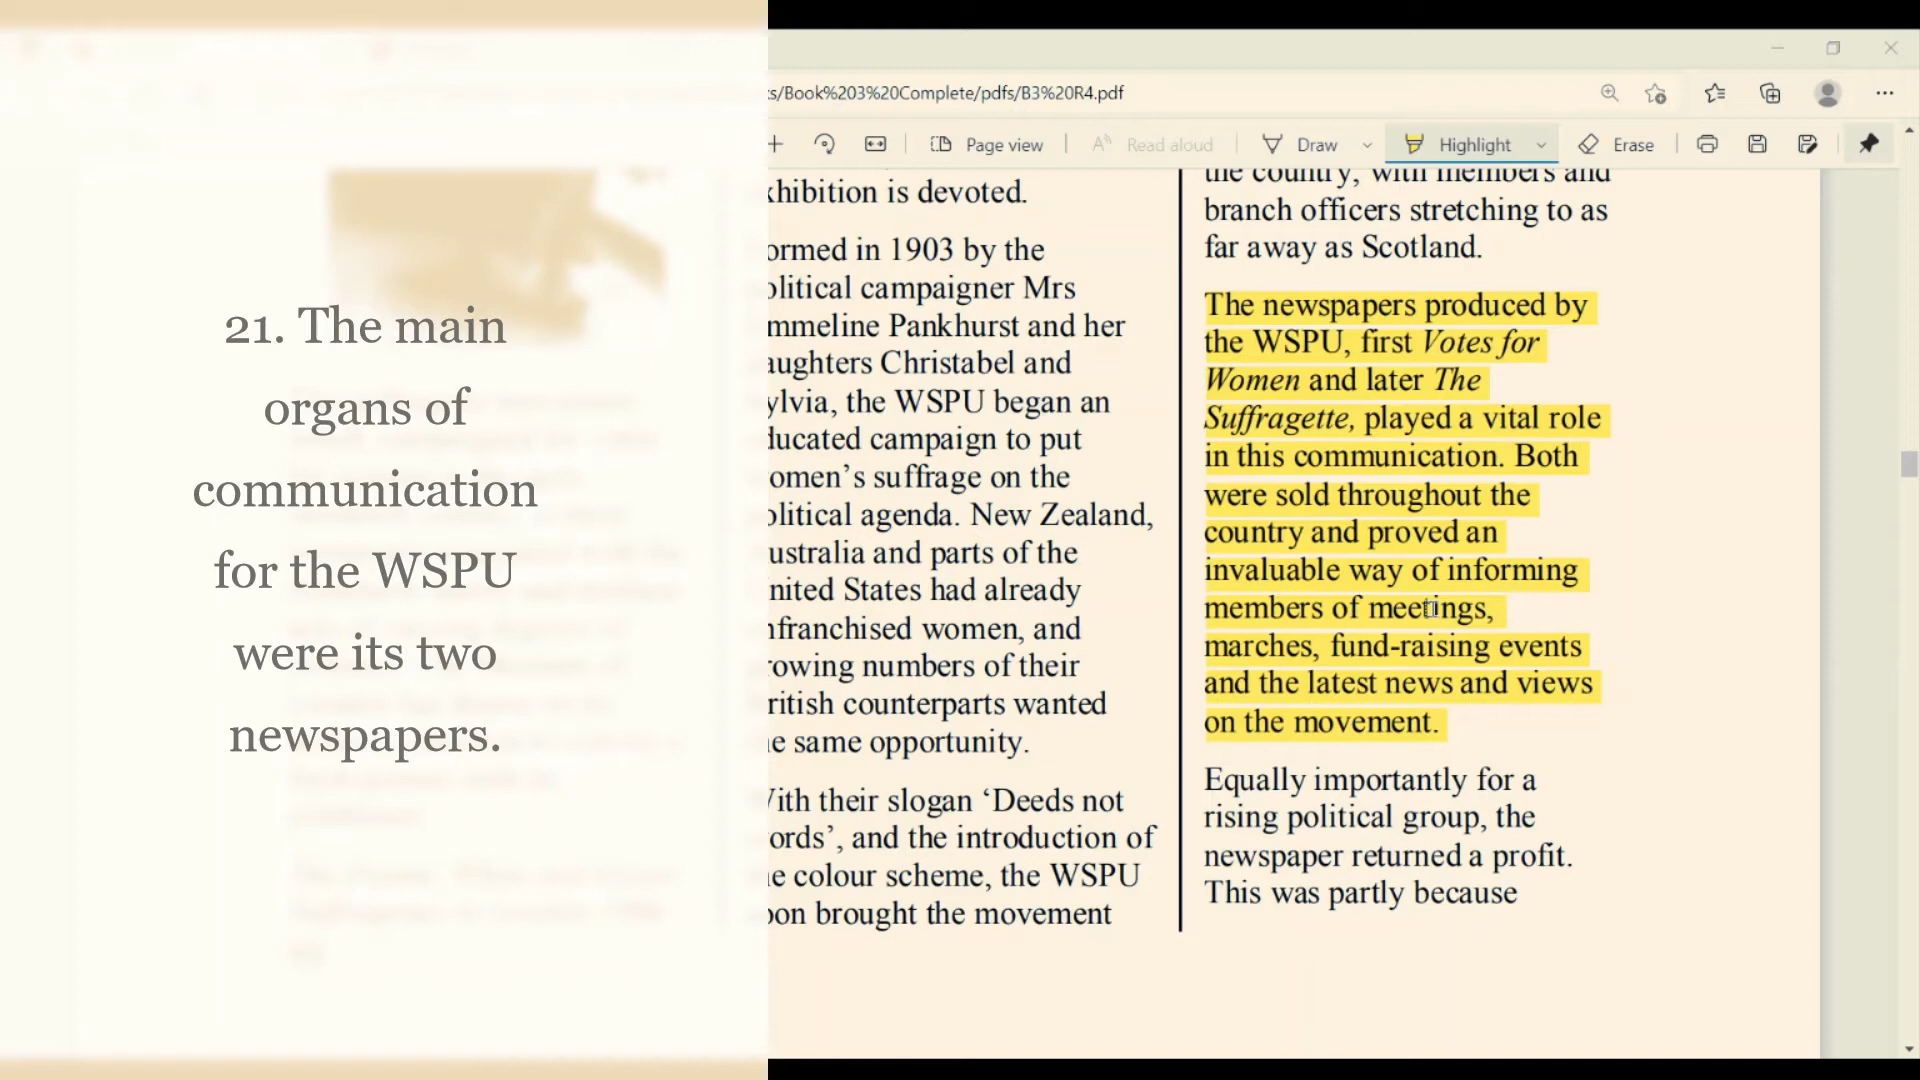 21. The main
organs of
communication
for the WSPU
were its two
newspapers.
s/Book%203%20Complete/pdfs/B3%20R4.pdf
Page view
Read aloud
Draw
Highlight
Erase
xhibition is devoted.
ormed in 1903 by the
olitical campaigner Mrs
mmeline Pankhurst and her
aughters Christabel and
ylvia, the WSPU began an
ducated campaign to put
omen’s suffrage on the
olitical agenda. New Zealand,
ustralia and parts of the
nited States had already
nfranchised women, and
rowing numbers of their
ritish counterparts wanted
e same opportunity.
ith their slogan ‘Deeds not
ords’, and the introduction of
e colour scheme, the WSPU
oon brought the movement
the country, with members and
branch officers stretching to as
far away as Scotland.
The newspapers produced by
the WSPU, first Votes for
Women and later The
Suffragette, played a vital role
in this communication. Both
were sold throughout the
country and proved an
invaluable way of informing
members of meetings,
marches, fund-raising events
and the latest news and views
on the movement.
Equally importantly for a
rising political group, the
newspaper returned a profit.
This was partly because